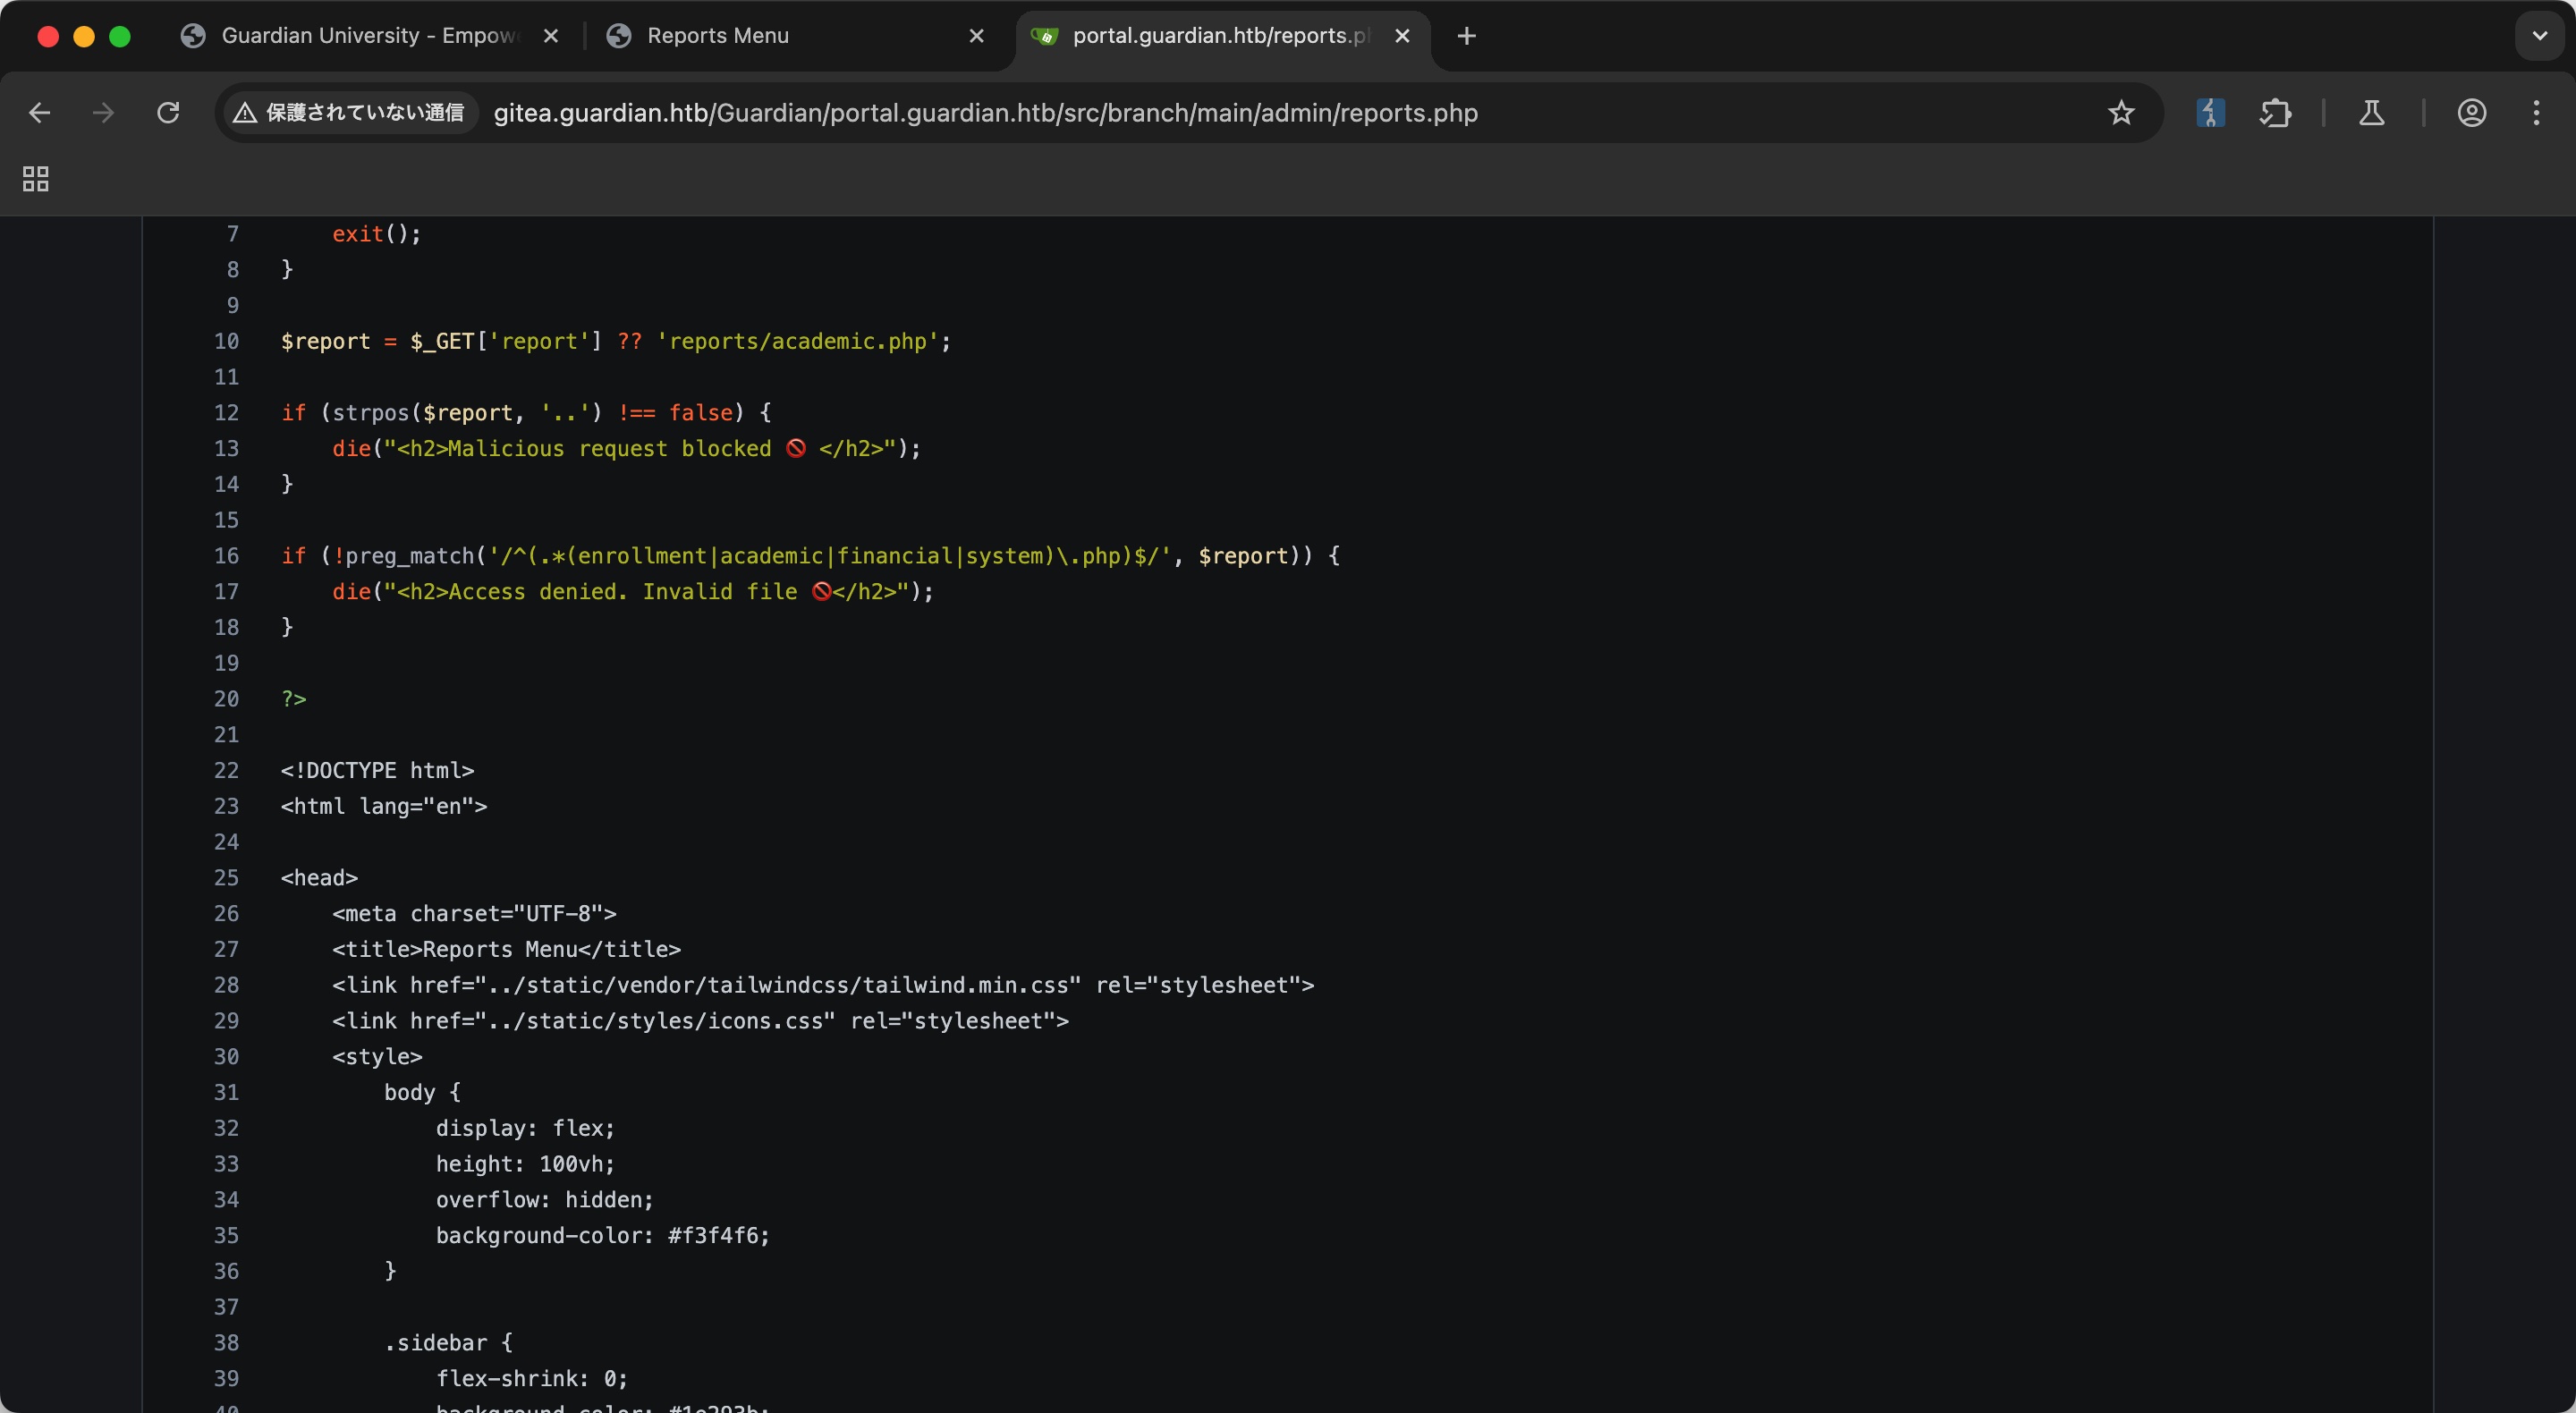 Guardian University - Empow
Reports Menu
portal.guardian.htb/reports.p
保護されていない通信
gitea.guardian.htb/Guardian/portal.guardian.htb/src/branch/main/admin/reports.php
7     exit();
8 }
9
10 $report = $_GET['report'] ?? 'reports/academic.php';
11
12 if (strpos($report, '..') !== false) {
13     die("<h2>Malicious request blocked 🚫 </h2>");
14 }
15
16 if (!preg_match('/^(.*(enrollment|academic|financial|system)\.php)$/', $report)) {
17     die("<h2>Access denied. Invalid file 🚫</h2>");
18 }
19
20 ?>
21
22 <!DOCTYPE html>
23 <html lang="en">
24
25 <head>
26     <meta charset="UTF-8">
27     <title>Reports Menu</title>
28     <link href="../static/vendor/tailwindcss/tailwind.min.css" rel="stylesheet">
29     <link href="../static/styles/icons.css" rel="stylesheet">
30     <style>
31         body {
32             display: flex;
33             height: 100vh;
34             overflow: hidden;
35             background-color: #f3f4f6;
36         }
37
38         .sidebar {
39             flex-shrink: 0;
40             background-color: #1e293b;